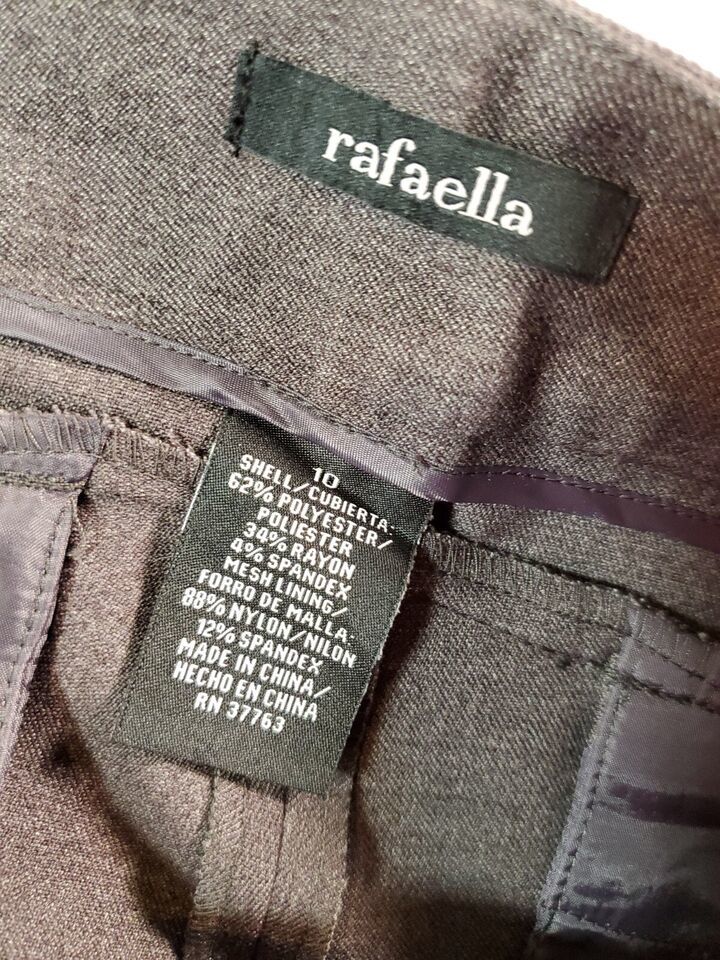 rafaella
10
SHELL/CUBIERTA:
62% POLYESTER/
POLIESTER
34% RAYON
4% SPANDEX
MESH LINING/
FORRO DE MALLA:
88% NYLON/NILON
12% SPANDEX
MADE IN CHINA/
HECHO EN CHINA
RN 37763